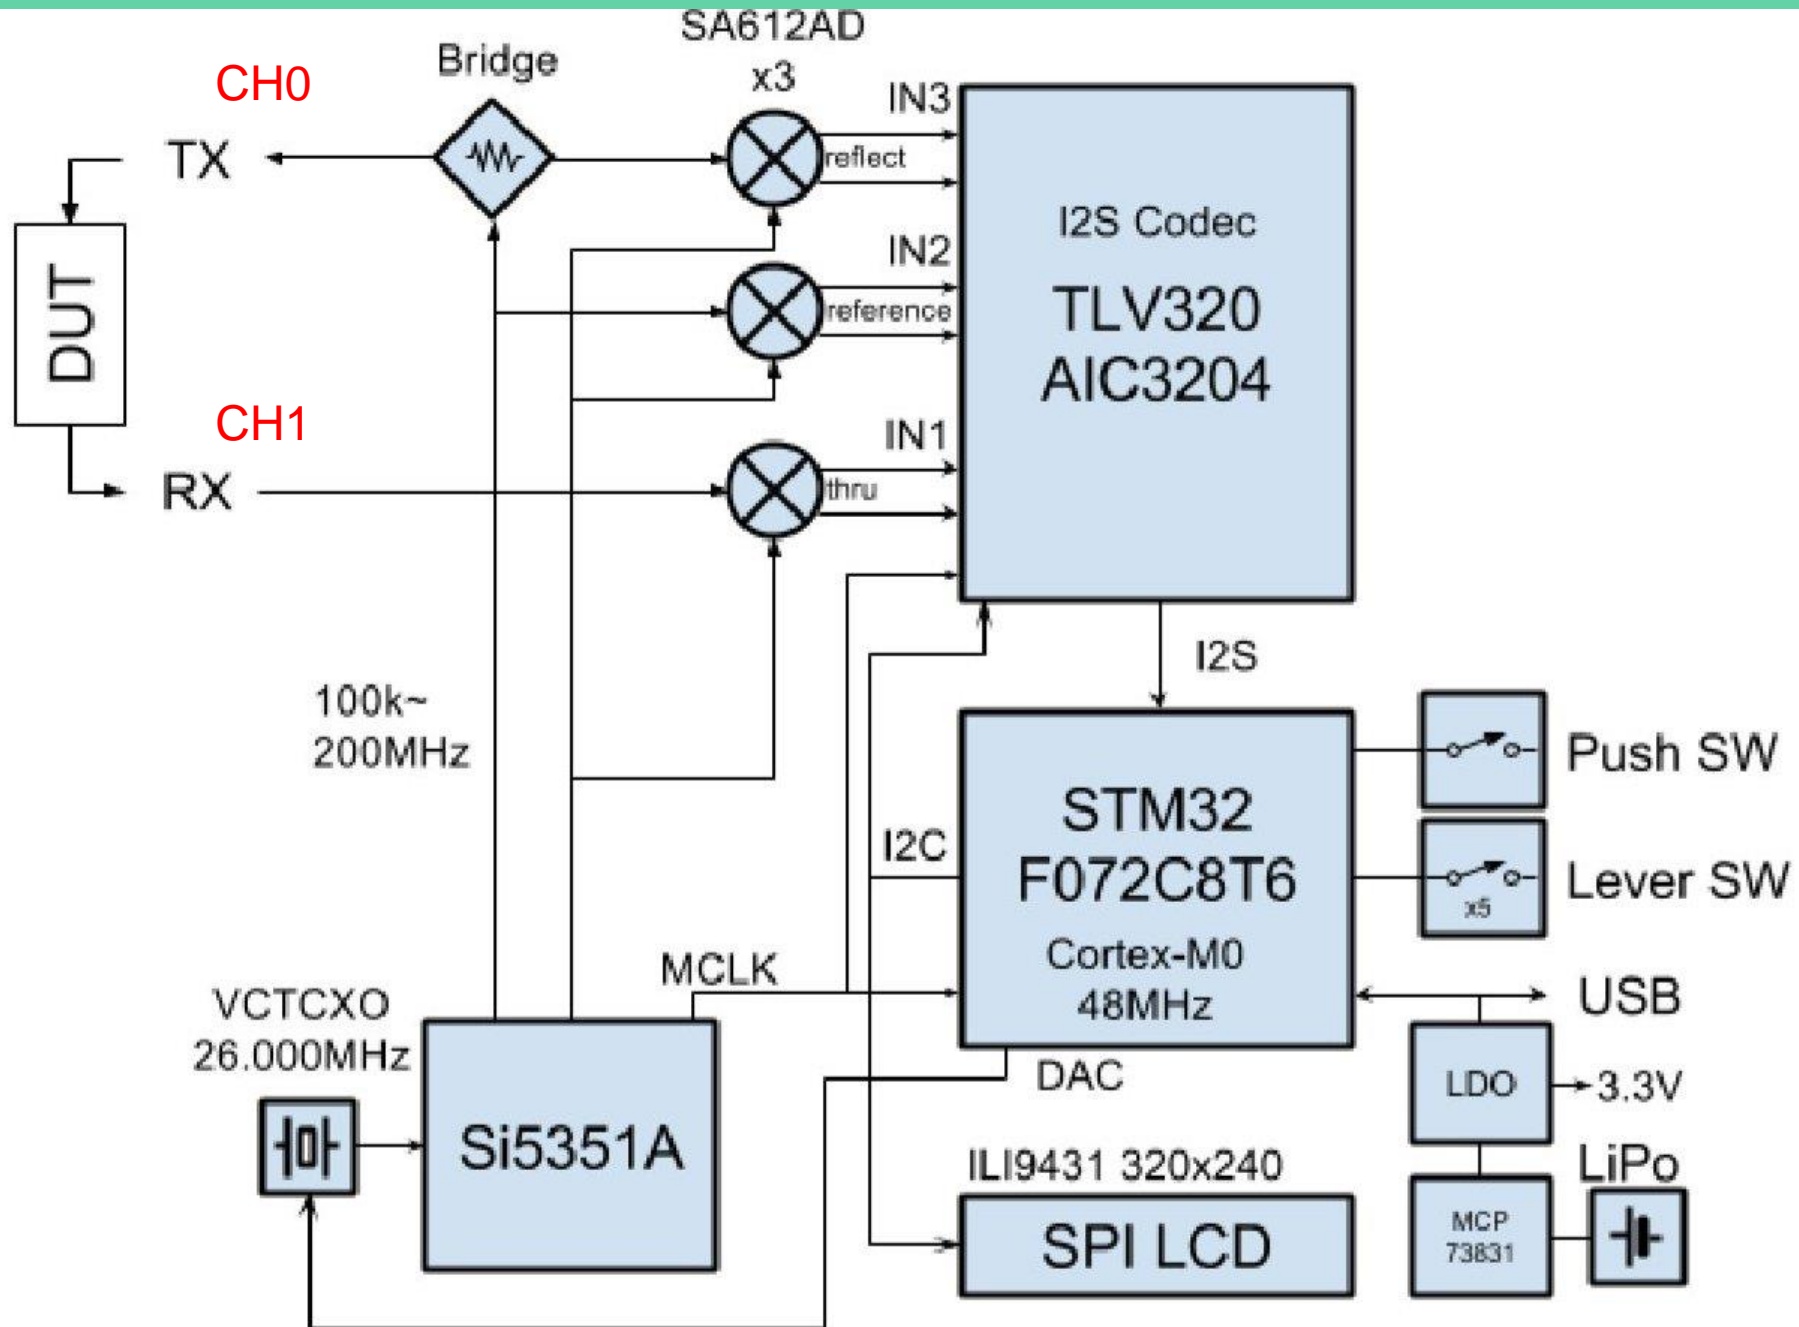 SA612AD
x3
Bridge
CH0
TX
IN3
reflect
I2S Codec
TLV320
AIC3204
IN2
reference
DUT
CH1
RX
IN1
thru
I2S
100k~
200MHz
STM32
F072C8T6
Cortex-M0
48MHz
Push SW
I2C
Lever SW
x5
MCLK
USB
VCTCXO
26.000MHz
DAC
LDO
3.3V
Si5351A
ILI9431 320x240
SPI LCD
LiPo
MCP
73831